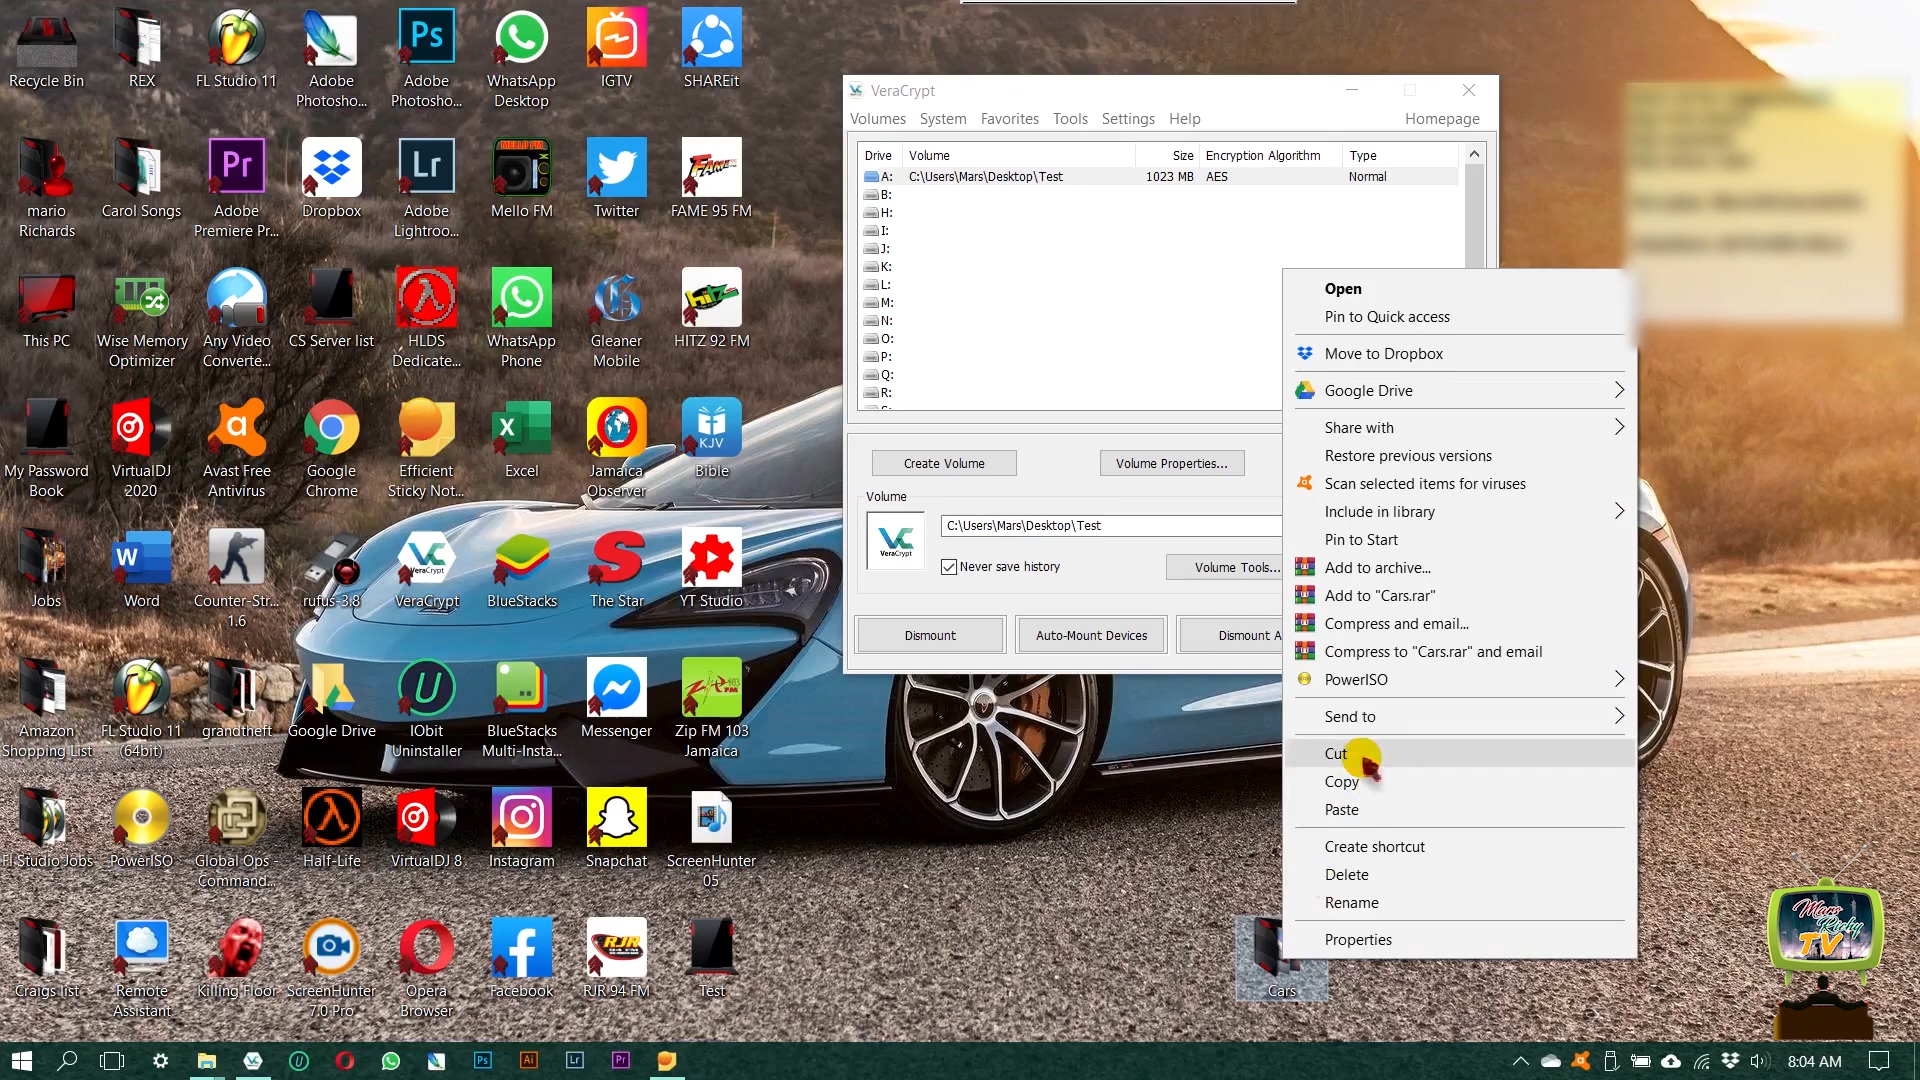 Recycle Bin
REX
FL Studio 11
Adobe Photosho...
Adobe Photosho...
WhatsApp Desktop
IGTV
SHAREit
mario Richards
Carol Songs
Adobe Premiere Pr...
Dropbox
Adobe Lightroo...
Mello FM
Twitter
FAME 95 FM
This PC
Wise Memory Optimizer
Any Video Converte...
CS Server list
HLDS Dedicate...
WhatsApp Phone
Gleaner Mobile
HITZ 92 FM
My Password Book
VirtualDJ 2020
Avast Free Antivirus
Google Chrome
Efficient Sticky Not...
Excel
Jamaica Observer
KJV
Bible
Jobs
Word
Counter-Str... 1.6
rufus-3.8
VeraCrypt
BlueStacks
The Star
YT Studio
Amazon Shopping List
FL Studio 11 (64bit)
grandtheft
Google Drive
IObit Uninstaller
BlueStacks Multi-Insta...
Messenger
Zip FM 103 Jamaica
Fl Studio Jobs
PowerISO
Global Ops - Command...
Half-Life
VirtualDJ 8
Instagram
Snapchat
ScreenHunter 05
Craigs list
Remote Assistant
Killing Floor
ScreenHunter 7.0 Pro
Opera Browser
Facebook
RJR 94 FM
Test
Cars
VeraCrypt
Volumes System Favorites Tools Settings Help Homepage
Drive Volume Size Encryption Algorithm Type
A: C:\Users\Mars\Desktop\Test 1023 MB AES Normal
B:
H:
I:
J:
K:
L:
M:
N:
O:
P:
Q:
R:
Create Volume
Volume Properties...
Volume
VeraCrypt
C:\Users\Mars\Desktop\Test
Never save history
Volume Tools...
Dismount
Auto-Mount Devices
Dismount A
Open
Pin to Quick access
Move to Dropbox
Google Drive
Share with
Restore previous versions
Scan selected items for viruses
Include in library
Pin to Start
Add to archive...
Add to "Cars.rar"
Compress and email...
Compress to "Cars.rar" and email
PowerISO
Send to
Cut
Copy
Paste
Create shortcut
Delete
Rename
Properties
Mars Richy TV
8:04 AM